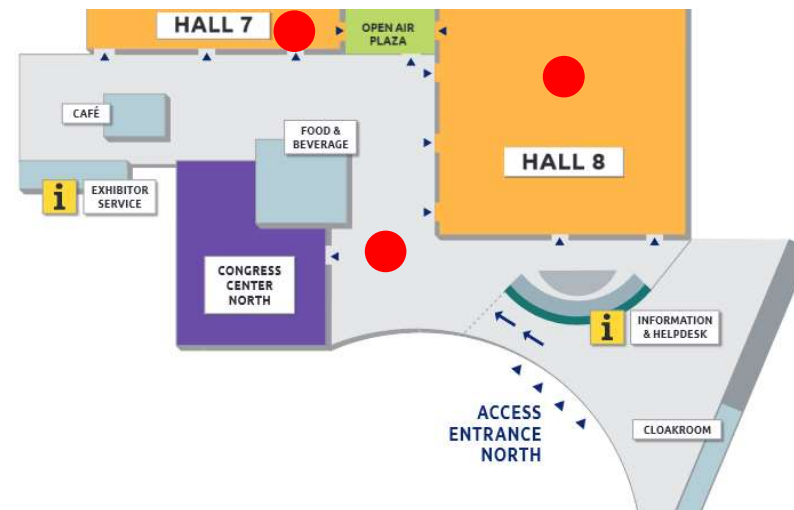 HALL 7
OPEN AIR
PLAZA
CAFÉ
FOOD &
BEVERAGE
HALL 8
i
EXHIBITOR
SERVICE
CONGRESS
CENTER
NORTH
i
INFORMATION
& HELPDESK
ACCESS
ENTRANCE
NORTH
CLOAKROOM